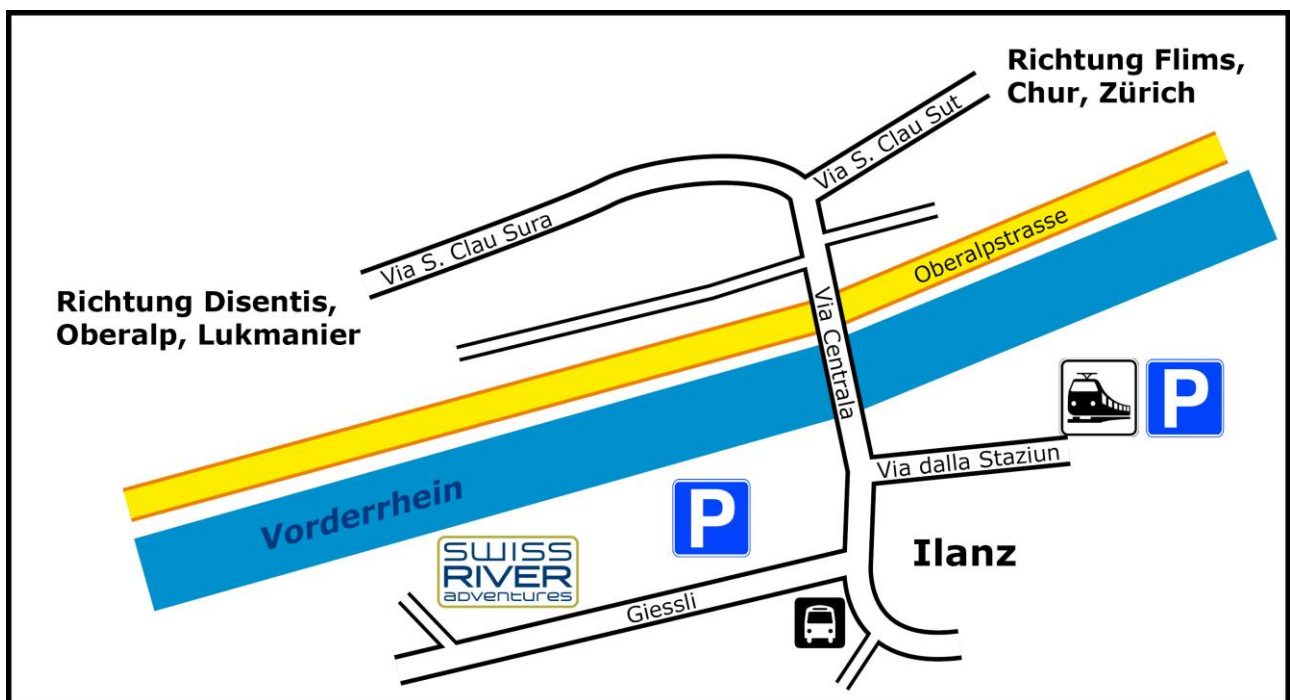 Richtung Flims,
Chur, Zürich
Via S. Clau Sut
Via S. Clau Sura
Oberalpstrasse
Richtung Disentis,
Oberalp, Lukmanier
Via Centrala
P
Via dalla Staziun
Vorderrhein
P
SWISS
RIVER
adventures
Ilanz
Giessli